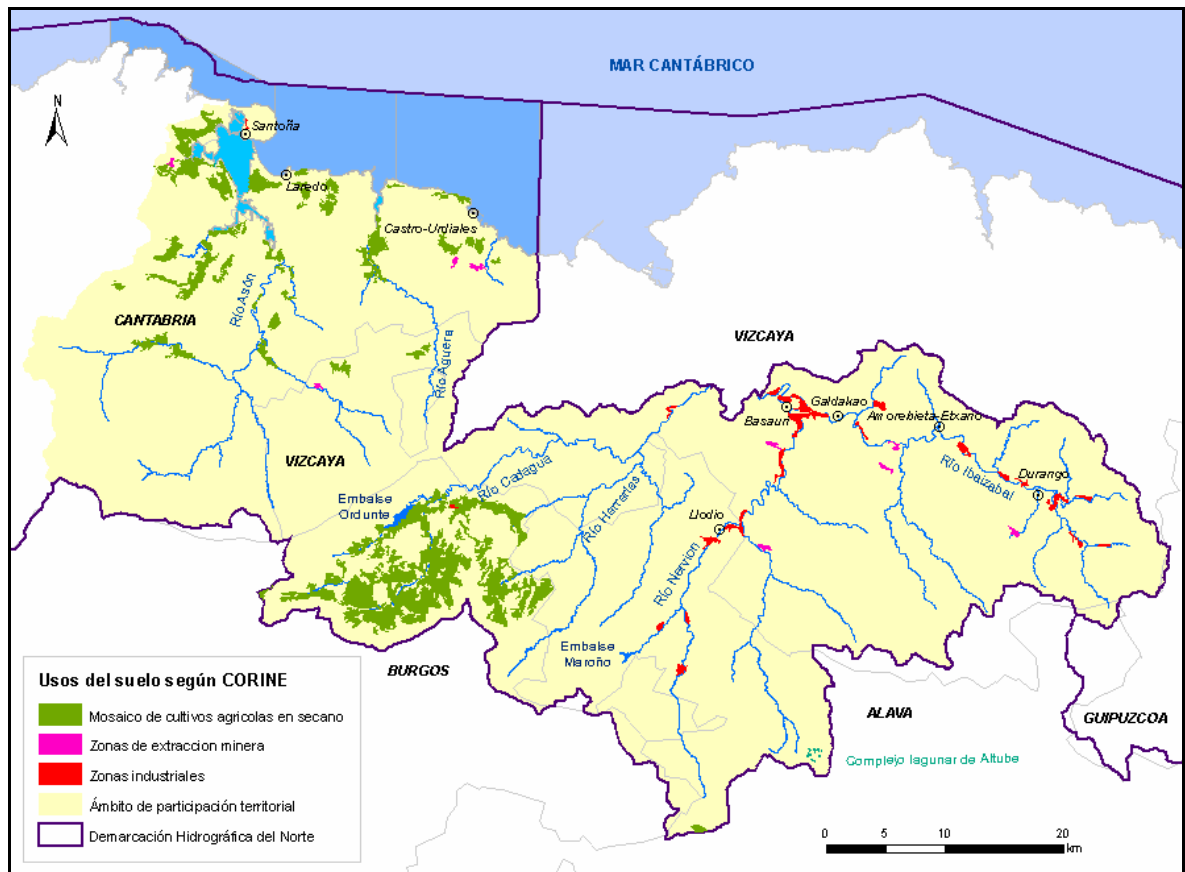 MAR CANTÁBRICO
N
Santoña
Laredo
Castro-Urdiales
Río Asón
CANTABRIA
Río Aguera
VIZCAYA
VIZCAYA
Galdakao
Basauri
Amorebieta-Etxano
Río Ibaizabal
Durango
Río Cadagua
Embalse
Ordunte
Río Herrerías
Llodio
Río Nervion
Embalse
Maroño
BURGOS
ALAVA
GUIPUZCOA
Complejo lagunar de Altube
Usos del suelo según CORINE
Mosaico de cultivos agricolas en secano
Zonas de extraccion minera
Zonas industriales
Ámbito de participación territorial
Demarcación Hidrográfica del Norte
0 5 10 20
km